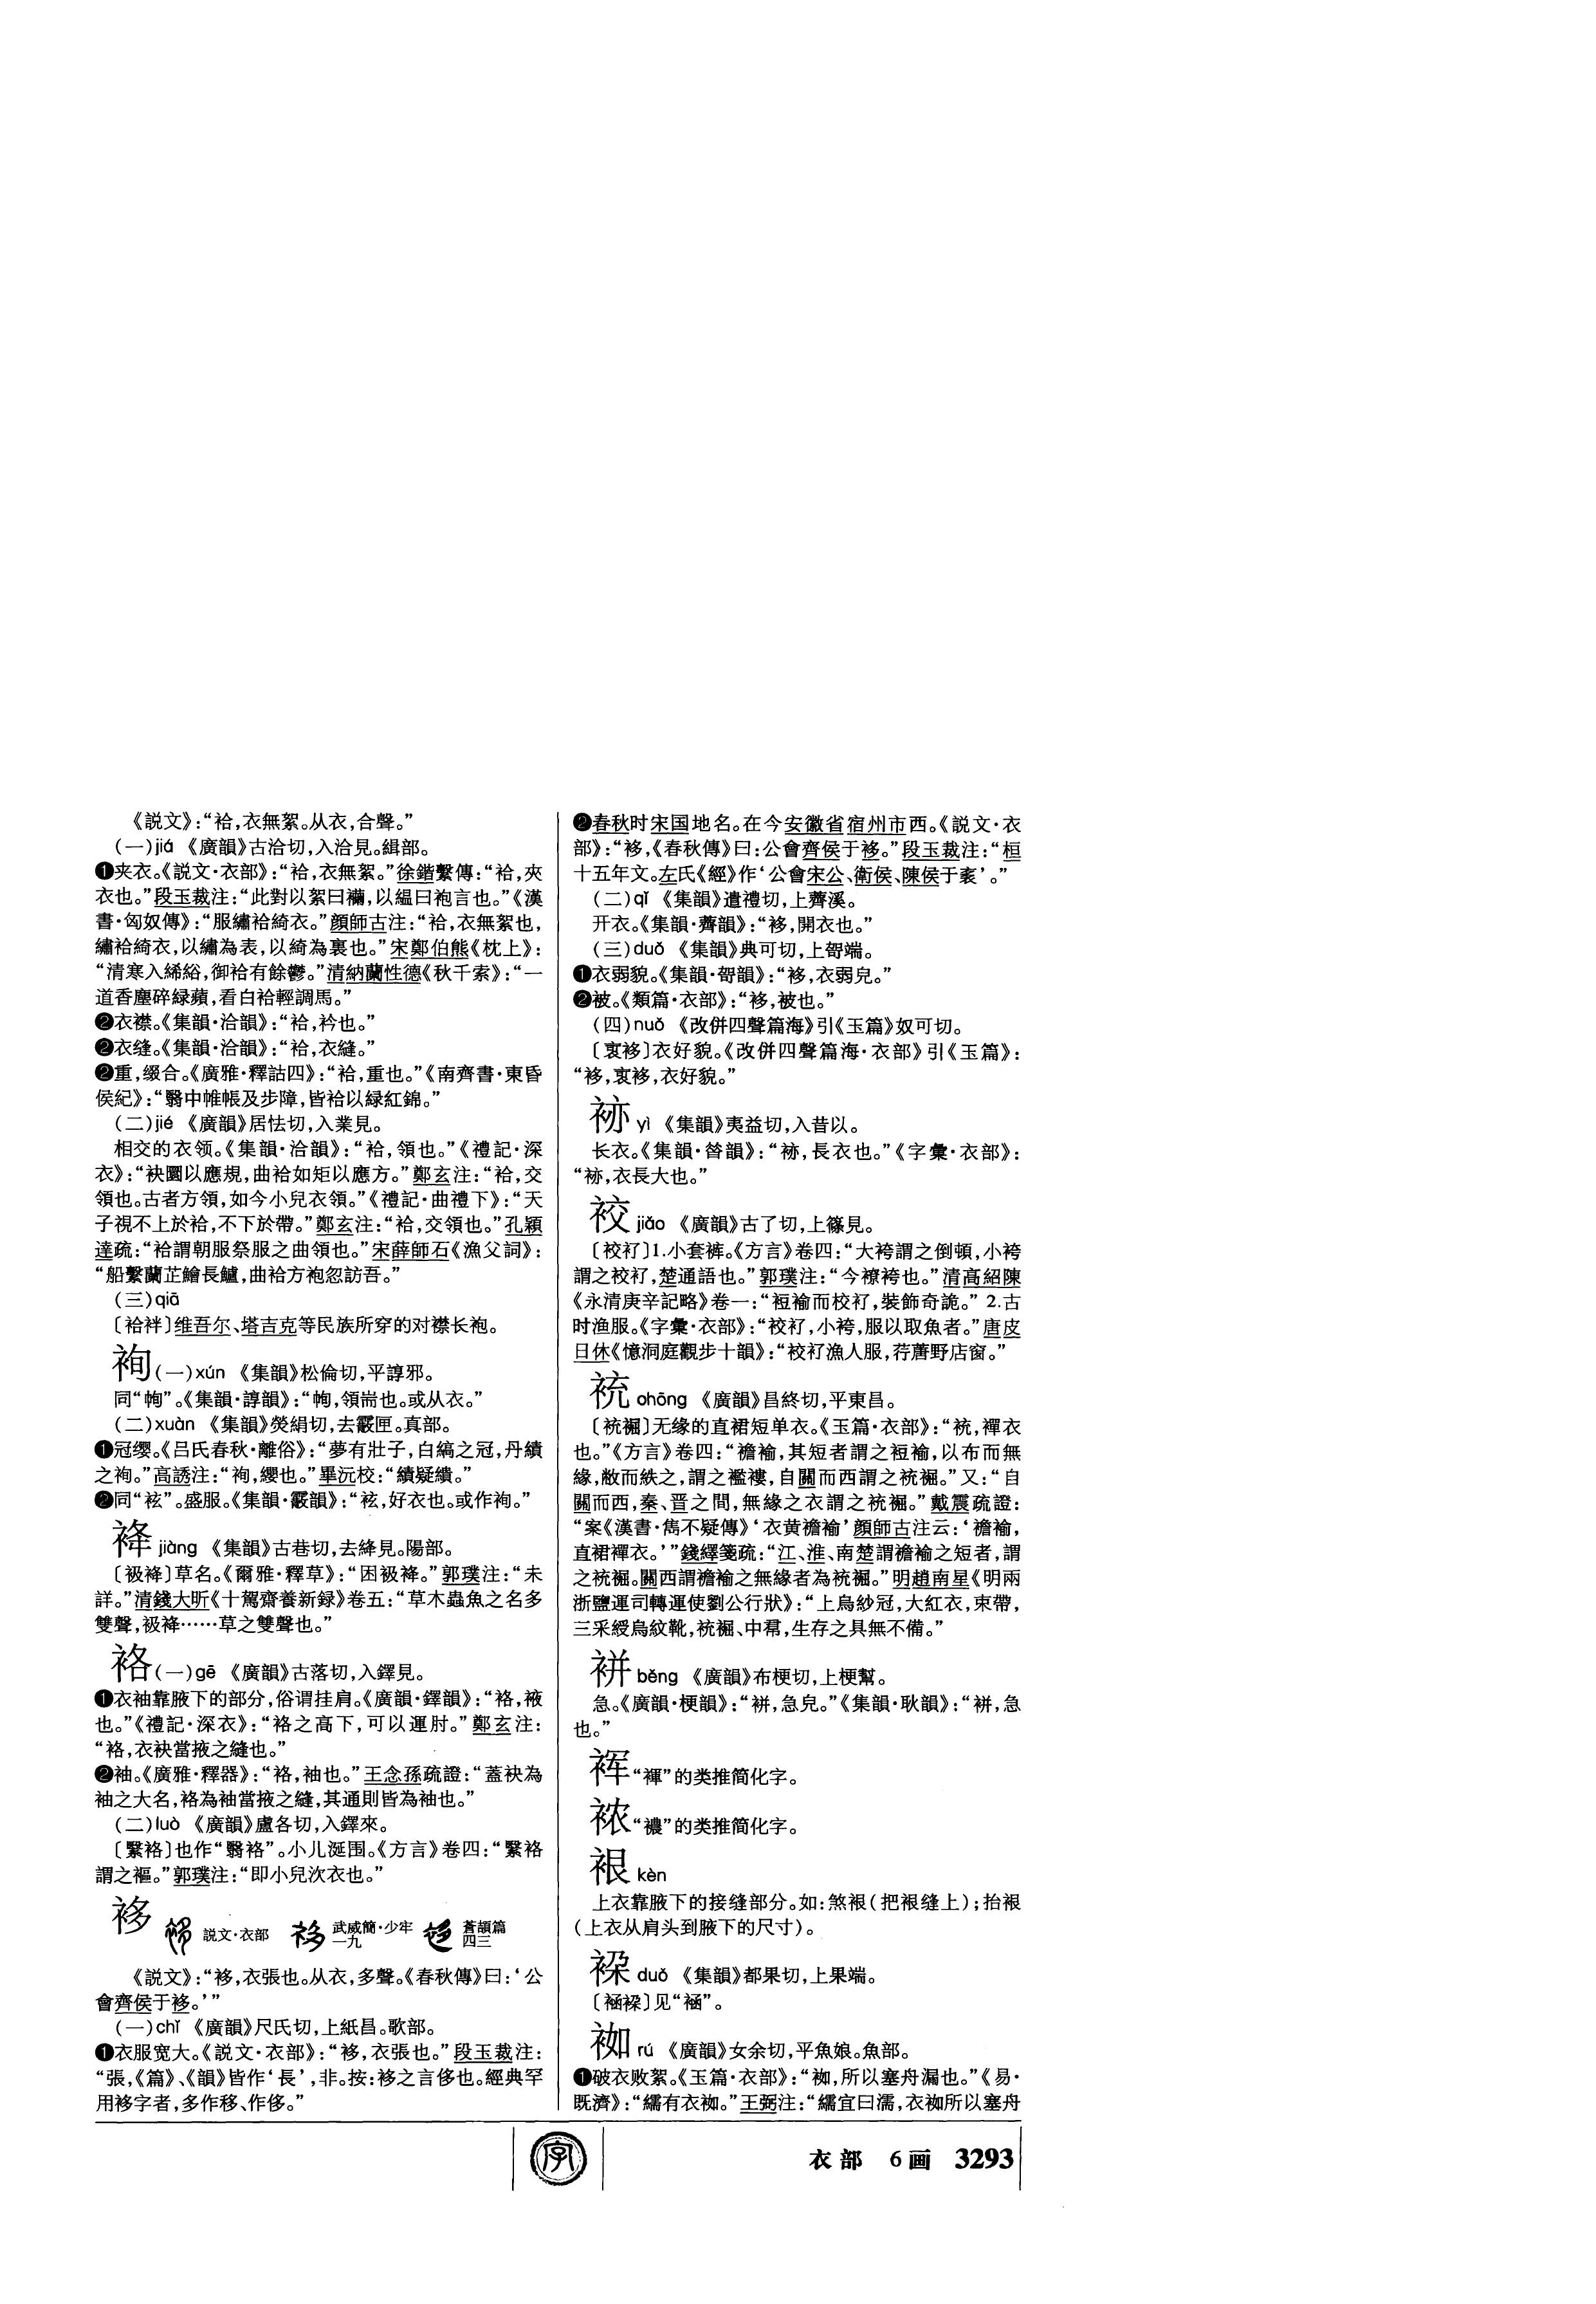 《説文》：“袷，衣無絮。从衣，合聲。”
（一）jiá 《廣韻》古洽切，入洽見。緝部。
❶夹衣。《説文·衣部》：“袷，衣無絮。”徐鍇繫傳：“袷，夾
衣也。”段玉裁注：“此對以絮曰襺，以緼曰袍言也。”《漢
書·匈奴傳》：“服繡袷綺衣。”顔師古注：“袷，衣無絮也，
繡袷綺衣，以繡為表，以綺為裏也。”宋鄭伯熊《枕上》：
“清寒入絺綌，御袷有餘鬱。”清納蘭性德《秋千索》：“一
道香塵碎緑蘋，看白袷輕調馬。”
❷衣襟。《集韻·洽韻》：“袷，衿也。”
❷衣缝。《集韻·洽韻》：“袷，衣縫。”
❷重，缀合。《廣雅·釋詁四》：“袷，重也。”《南齊書·東昏
侯紀》：“翳中帷帳及步障，皆袷以緑紅錦。”
（二）jié 《廣韻》居怯切，入業見。
相交的衣领。《集韻·洽韻》：“袷，領也。”《禮記·深
衣》：“袂圜以應規，曲袷如矩以應方。”鄭玄注：“袷，交
領也。古者方領，如今小兒衣領。”《禮記·曲禮下》：“天
子視不上於袷，不下於帶。”鄭玄注：“袷，交領也。”孔穎
達疏：“袷謂朝服祭服之曲領也。”宋薛師石《漁父詞》：
“船繫蘭芷鱠長鱸，曲袷方袍忽訪吾。”
（三）qiā
〔袷袢〕维吾尔、塔吉克等民族所穿的对襟长袍。
袧（一）xún 《集韻》松倫切，平諄邪。
同“㡒”。《集韻·諄韻》：“㡒，領耑也。或从衣。”
（二）xuàn 《集韻》熒絹切，去霰匣。真部。
❶冠缨。《吕氏春秋·離俗》：“夢有壯子，白縞之冠，丹績
之袧。”高誘注：“袧，纓也。”畢沅校：“績疑繢。”
❷同“袨”。盛服。《集韻·霰韻》：“袨，好衣也。或作袧。”
袶 jiàng 《集韻》古巷切，去絳見。陽部。
〔衱袶〕草名。《爾雅·釋草》：“困衱袶。”郭璞注：“未
詳。”清錢大昕《十駕齋養新録》卷五：“草木蟲魚之名多
雙聲，衱袶……草之雙聲也。”
袼（一）gē 《廣韻》古落切，入鐸見。
❶衣袖靠腋下的部分，俗谓挂肩。《廣韻·鐸韻》：“袼，袚
也。”《禮記·深衣》：“袼之高下，可以運肘。”鄭玄注：
“袼，衣袂當掖之縫也。”
❷袖。《廣雅·釋器》：“袼，袖也。”王念孫疏證：“蓋袂為
袖之大名，袼為袖當掖之縫，其通則皆為袖也。”
（二）luò 《廣韻》盧各切，入鐸來。
〔繄袼〕也作“翳袼”。小儿涎围。《方言》卷四：“繄袼
謂之褔。”郭璞注：“即小兒次衣也。”
袳 説文·衣部 武威簡·少牢一九 蒼頡篇四三
《説文》：“袳，衣張也。从衣，多聲。《春秋傳》曰：‘公
會齊侯于袳。’”
（一）chǐ 《廣韻》尺氏切，上紙昌。歌部。
❶衣服宽大。《説文·衣部》：“袳，衣張也。”段玉裁注：
“張，《篇》、《韻》皆作‘長’，非。按：袳之言侈也。經典罕
用袳字者，多作移、作侈。”
❷春秋时宋国地名。在今安徽省宿州市西。《説文·衣
部》：“袳，《春秋傳》曰：公會齊侯于袳。”段玉裁注：“桓
十五年文。左氏《經》作‘公會宋公、衛侯、陳侯于袲’。”
（二）qǐ 《集韻》遣禮切，上薺溪。
开衣。《集韻·薺韻》：“袳，開衣也。”
（三）duǒ 《集韻》典可切，上哿端。
❶衣弱貌。《集韻·哿韻》：“袳，衣弱皃。”
❷被。《類篇·衣部》：“袳，被也。”
（四）nuǒ 《改併四聲篇海》引《玉篇》奴可切。
〔袲袳〕衣好貌。《改併四聲篇海·衣部》引《玉篇》：
“袳，袲袳，衣好貌。”
yì 《集韻》夷益切，入昔以。
长衣。《集韻·昝韻》：“，長衣也。”《字彙·衣部》：
“，衣長大也。”
䘨 jiǎo 《廣韻》古了切，上篠見。
〔䘨衧〕1.小套裤。《方言》卷四：“大袴謂之倒頓，小袴
謂之䘨衧，楚通語也。”郭璞注：“今襂袴也。”清高紹陳
《永清庚辛記略》卷一：“裋褕而校衧，裝飾奇詭。” 2.古
时渔服。《字彙·衣部》：“䘨衧，小袴，服以取魚者。”唐皮
日休《憶洞庭觀步十韻》：“䘨衧漁人服，荇蓎野店窗。”
䘪 ohōng 《廣韻》昌終切，平東昌。
〔䘪裾〕无缘的直裾短单衣。《玉篇·衣部》：“䘪，襌衣
也。”《方言》卷四：“襜褕，其短者謂之裋褕，以布而無
緣，敝而紩之，謂之襤褸，自關而西謂之䘪裾。”又：“自
關而西，秦、晋之間，無緣之衣謂之䘪裾。”戴震疏證：
“案《漢書·雋不疑傳》‘衣黄襜褕’顔師古注云：‘襜褕，
直裾襌衣。’”錢繹箋疏：“江、淮、南楚謂襜褕之短者，謂
之䘪裾。關西謂襜褕之無緣者為䘪裾。”明趙南星《明兩
浙鹽運司轉運使劉公行狀》：“上烏紗冠，大紅衣，束帶，
三采綬烏紋靴，䘪裾、中帬，生存之具無不備。”
䘰 běng 《廣韻》布梗切，上梗幫。
急。《廣韻·梗韻》：“䘰，急皃。”《集韻·耿韻》：“䘰，急
也。”
袆“褌”的类推简化字。
“襛”的类推简化字。
裉 kèn
上衣靠腋下的接缝部分。如：煞裉（把裉缝上）；抬裉
（上衣从肩头到腋下的尺寸）。
duǒ 《集韻》都果切，上果端。
袽 rú 《廣韻》女余切，平魚娘。魚部。
❶破衣败絮。《玉篇·衣部》：“袽，所以塞舟漏也。”《易·
既濟》：“繻有衣袽。”王弼注：“繻宜曰濡，衣袽所以塞舟
衣部 6画 3293